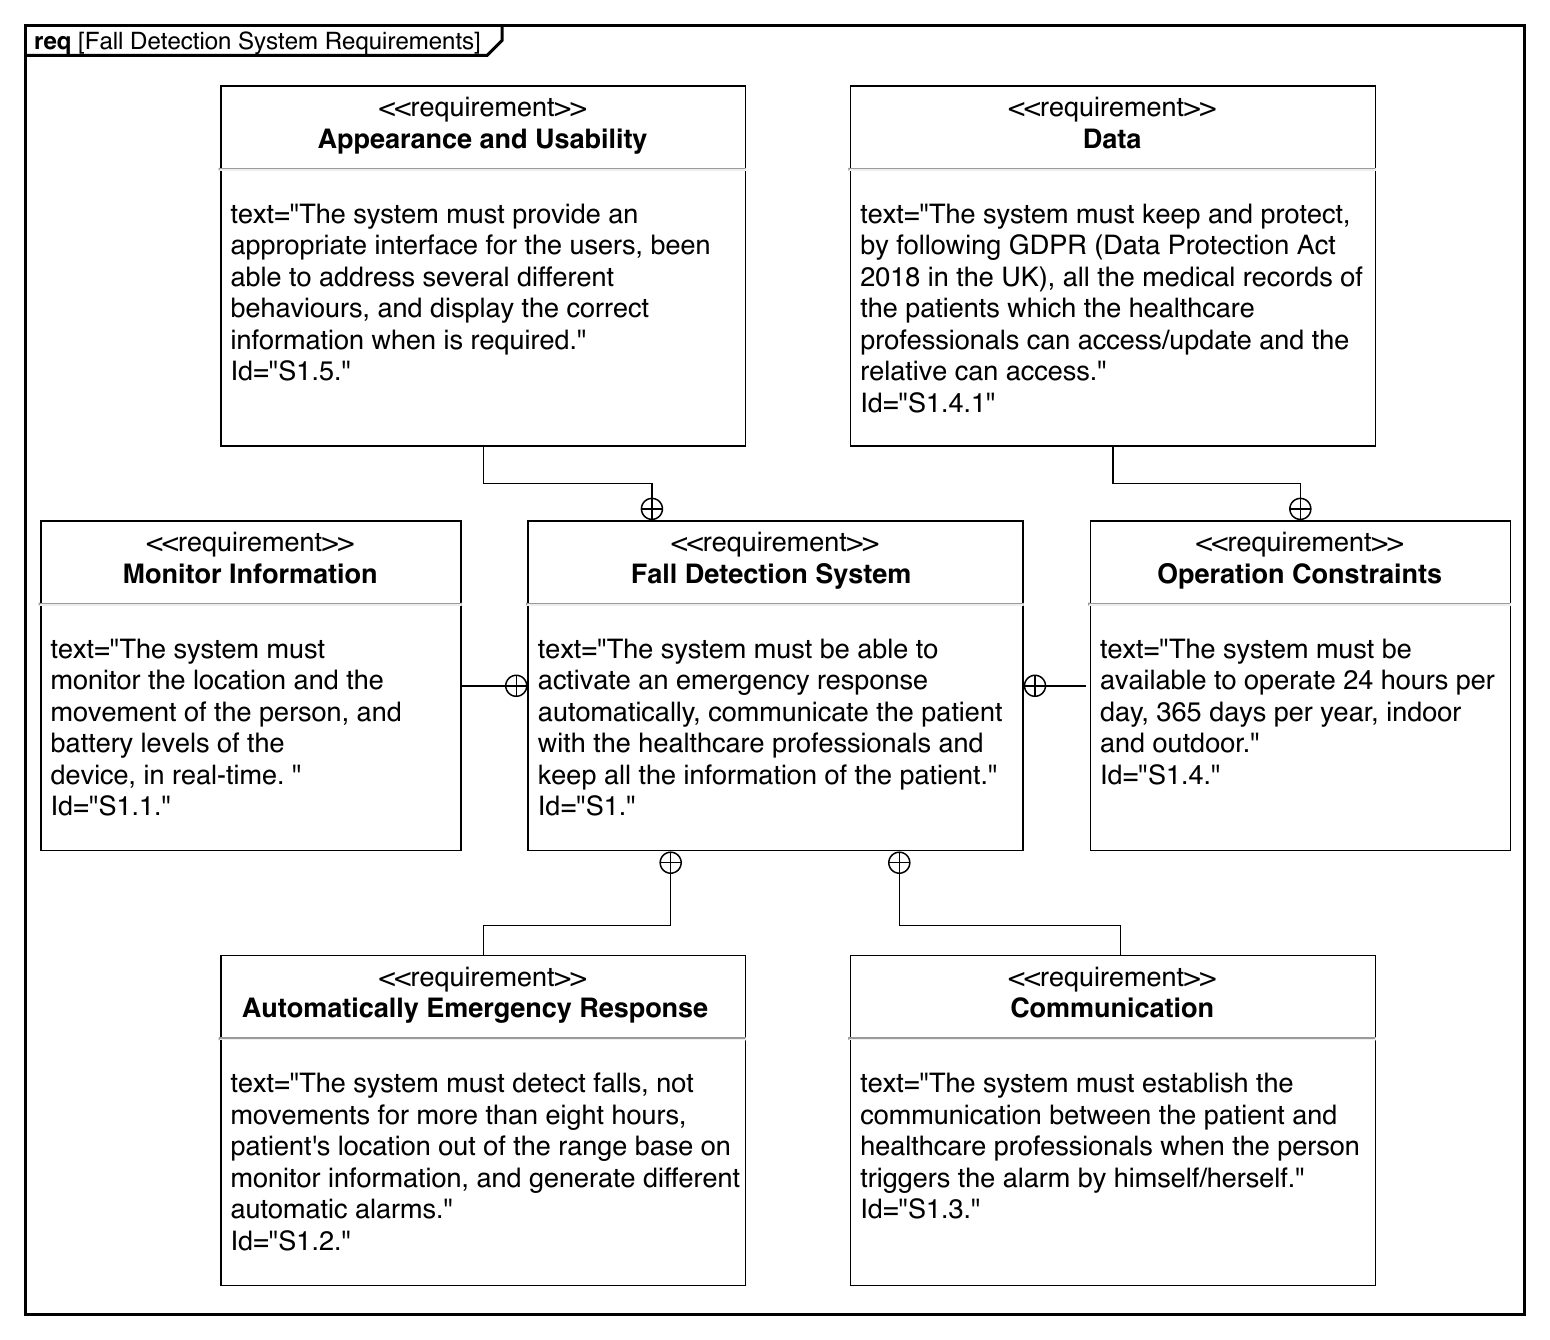 req [Fall Detection System Requirements]
<<requirement>>
Appearance and Usability
text="The system must provide an
appropriate interface for the users, been
able to address several different
behaviours, and display the correct
information when is required."
Id="S1.5."
<<requirement>>
Data
text="The system must keep and protect,
by following GDPR (Data Protection Act
2018 in the UK), all the medical records of
the patients which the healthcare
professionals can access/update and the
relative can access."
Id="S1.4.1"
<<requirement>>
Monitor Information
text="The system must
monitor the location and the
movement of the person, and
battery levels of the
device, in real-time. "
Id="S1.1."
<<requirement>>
Fall Detection System
text="The system must be able to
activate an emergency response
automatically, communicate the patient
with the healthcare professionals and
keep all the information of the patient."
Id="S1."
<<requirement>>
Operation Constraints
text="The system must be
available to operate 24 hours per
day, 365 days per year, indoor
and outdoor."
Id="S1.4."
<<requirement>>
Automatically Emergency Response
text="The system must detect falls, not
movements for more than eight hours,
patient's location out of the range base on
monitor information, and generate different
automatic alarms."
Id="S1.2."
<<requirement>>
Communication
text="The system must establish the
communication between the patient and
healthcare professionals when the person
triggers the alarm by himself/herself."
Id="S1.3."